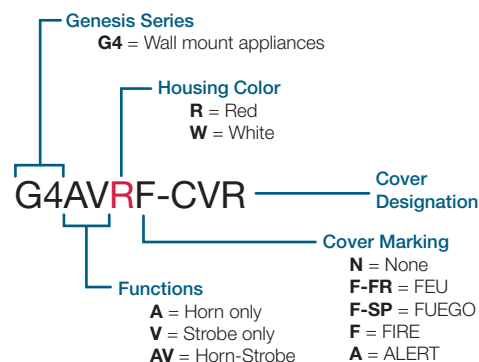 Genesis Series
G4 = Wall mount appliances
Housing Color
R = Red
W = White
G4AVRF-CVR
Cover
Designation
Cover Marking
N = None
F-FR = FEU
F-SP = FUEGO
F = FIRE
A = ALERT
Functions
A = Horn only
V = Strobe only
AV = Horn-Strobe